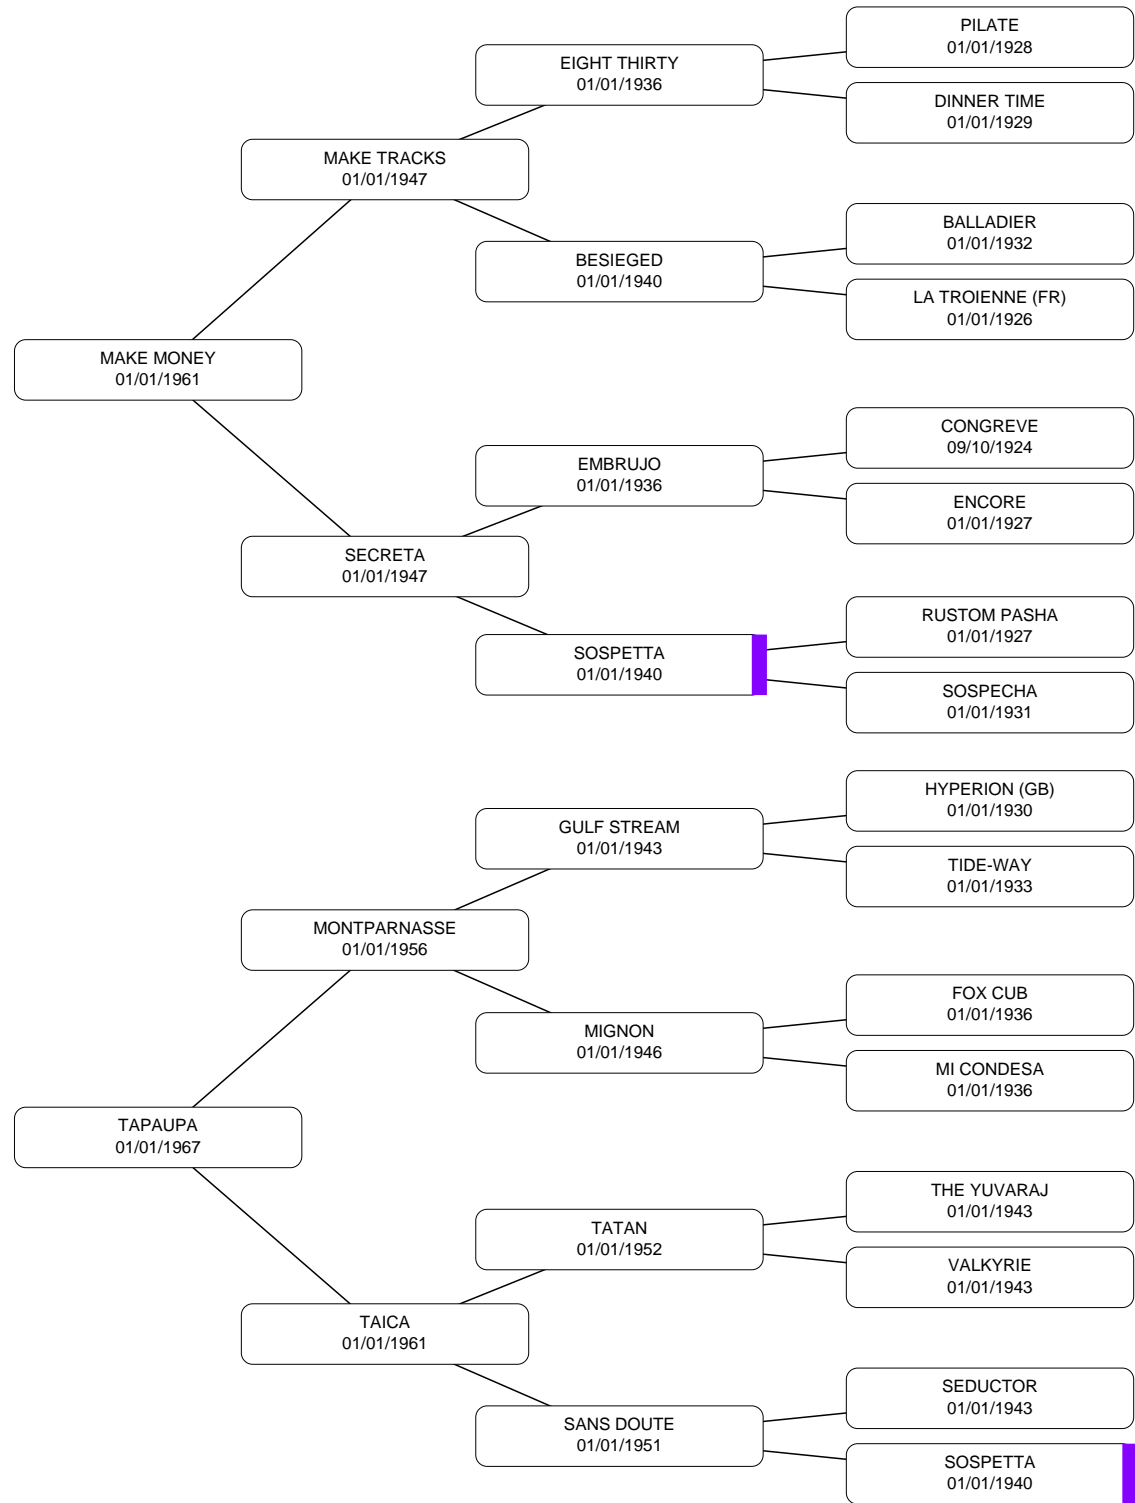 PILATE
01/01/1928
EIGHT THIRTY
01/01/1936
DINNER TIME
01/01/1929
MAKE TRACKS
01/01/1947
BALLADIER
01/01/1932
BESIEGED
01/01/1940
LA TROIENNE (FR)
01/01/1926
MAKE MONEY
01/01/1961
CONGREVE
09/10/1924
EMBRUJO
01/01/1936
ENCORE
01/01/1927
SECRETA
01/01/1947
RUSTOM PASHA
01/01/1927
SOSPETTA
01/01/1940
SOSPECHA
01/01/1931
HYPERION (GB)
01/01/1930
GULF STREAM
01/01/1943
TIDE-WAY
01/01/1933
MONTPARNASSE
01/01/1956
FOX CUB
01/01/1936
MIGNON
01/01/1946
MI CONDESA
01/01/1936
TAPAUPA
01/01/1967
THE YUVARAJ
01/01/1943
TATAN
01/01/1952
VALKYRIE
01/01/1943
TAICA
01/01/1961
SEDUCTOR
01/01/1943
SANS DOUTE
01/01/1951
SOSPETTA
01/01/1940